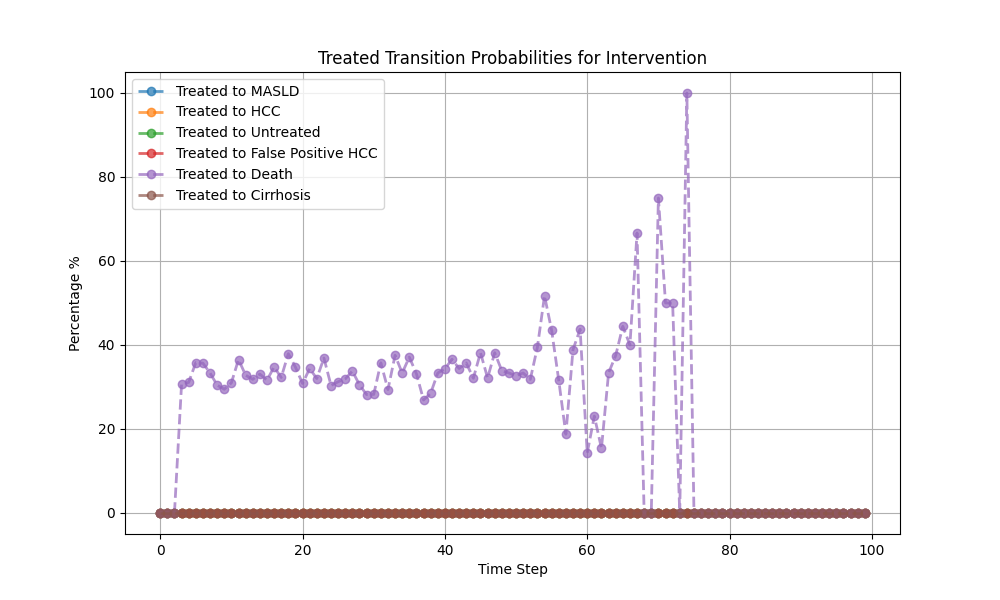 Treated Transition Probabilities for Intervention
Treated to MASLD
Treated to HCC
Treated to Untreated
Treated to False Positive HCC
Treated to Death
Treated to Cirrhosis
Percentage %
100
80
60
40
20
0
0 20 40 60 80 100
Time Step